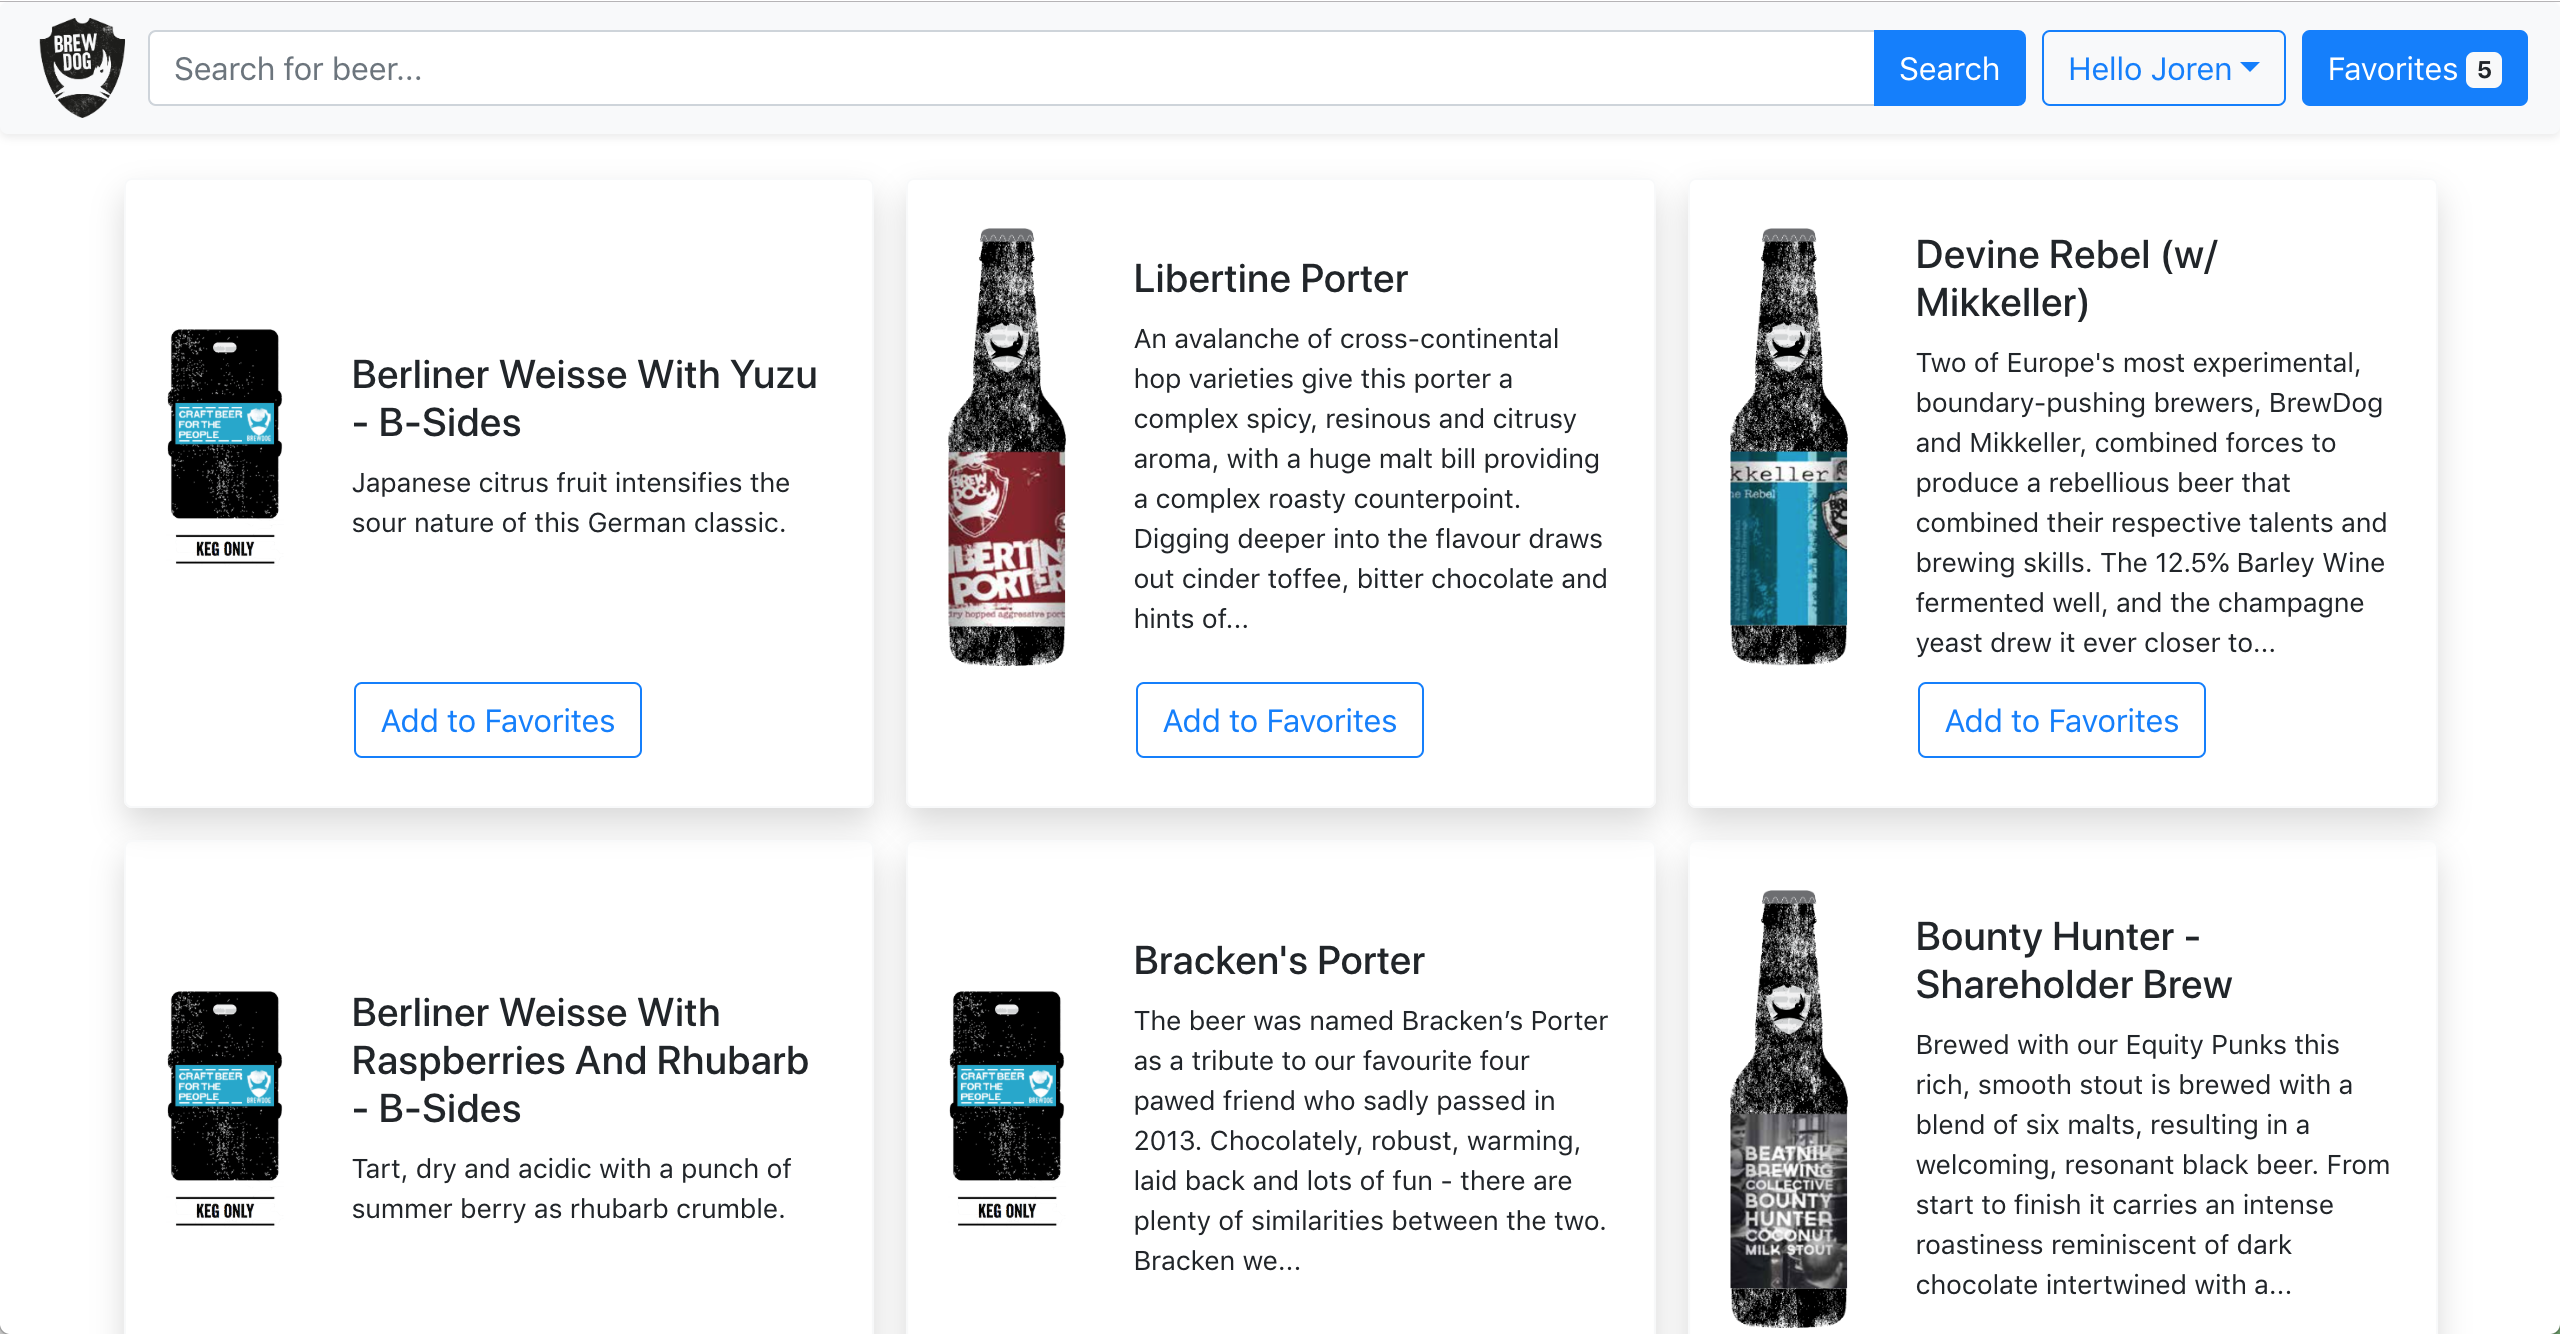 BREW
DOG
Search for beer...
Search
Hello Joren
Favorites 5
CRAFT BEER
FOR THE
PEOPLE
BREWDOG
KEG ONLY
Berliner Weisse With Yuzu
- B-Sides
Japanese citrus fruit intensifies the
sour nature of this German classic.
Add to Favorites
BREW
DOG
IBERTIN
PORTER
dry hopped aggressive port
Libertine Porter
An avalanche of cross-continental
hop varieties give this porter a
complex spicy, resinous and citrusy
aroma, with a huge malt bill providing
a complex roasty counterpoint.
Digging deeper into the flavour draws
out cinder toffee, bitter chocolate and
hints of...
Add to Favorites
kkeller
ne Rebel
Devine Rebel (w/
Mikkeller)
Two of Europe's most experimental,
boundary-pushing brewers, BrewDog
and Mikkeller, combined forces to
produce a rebellious beer that
combined their respective talents and
brewing skills. The 12.5% Barley Wine
fermented well, and the champagne
yeast drew it ever closer to...
Add to Favorites
CRAFT BEER
FOR THE
PEOPLE
BREWDOG
KEG ONLY
Berliner Weisse With
Raspberries And Rhubarb
- B-Sides
Tart, dry and acidic with a punch of
summer berry as rhubarb crumble.
CRAFT BEER
FOR THE
PEOPLE
BREWDOG
KEG ONLY
Bracken's Porter
The beer was named Bracken’s Porter
as a tribute to our favourite four
pawed friend who sadly passed in
2013. Chocolately, robust, warming,
laid back and lots of fun - there are
plenty of similarities between the two.
Bracken we...
BEATNIK
BREWING
COLLECTIVE
BOUNTY
HUNTER
COCONUT
MILK STOUT
Bounty Hunter -
Shareholder Brew
Brewed with our Equity Punks this
rich, smooth stout is brewed with a
blend of six malts, resulting in a
welcoming, resonant black beer. From
start to finish it carries an intense
roastiness reminiscent of dark
chocolate intertwined with a...